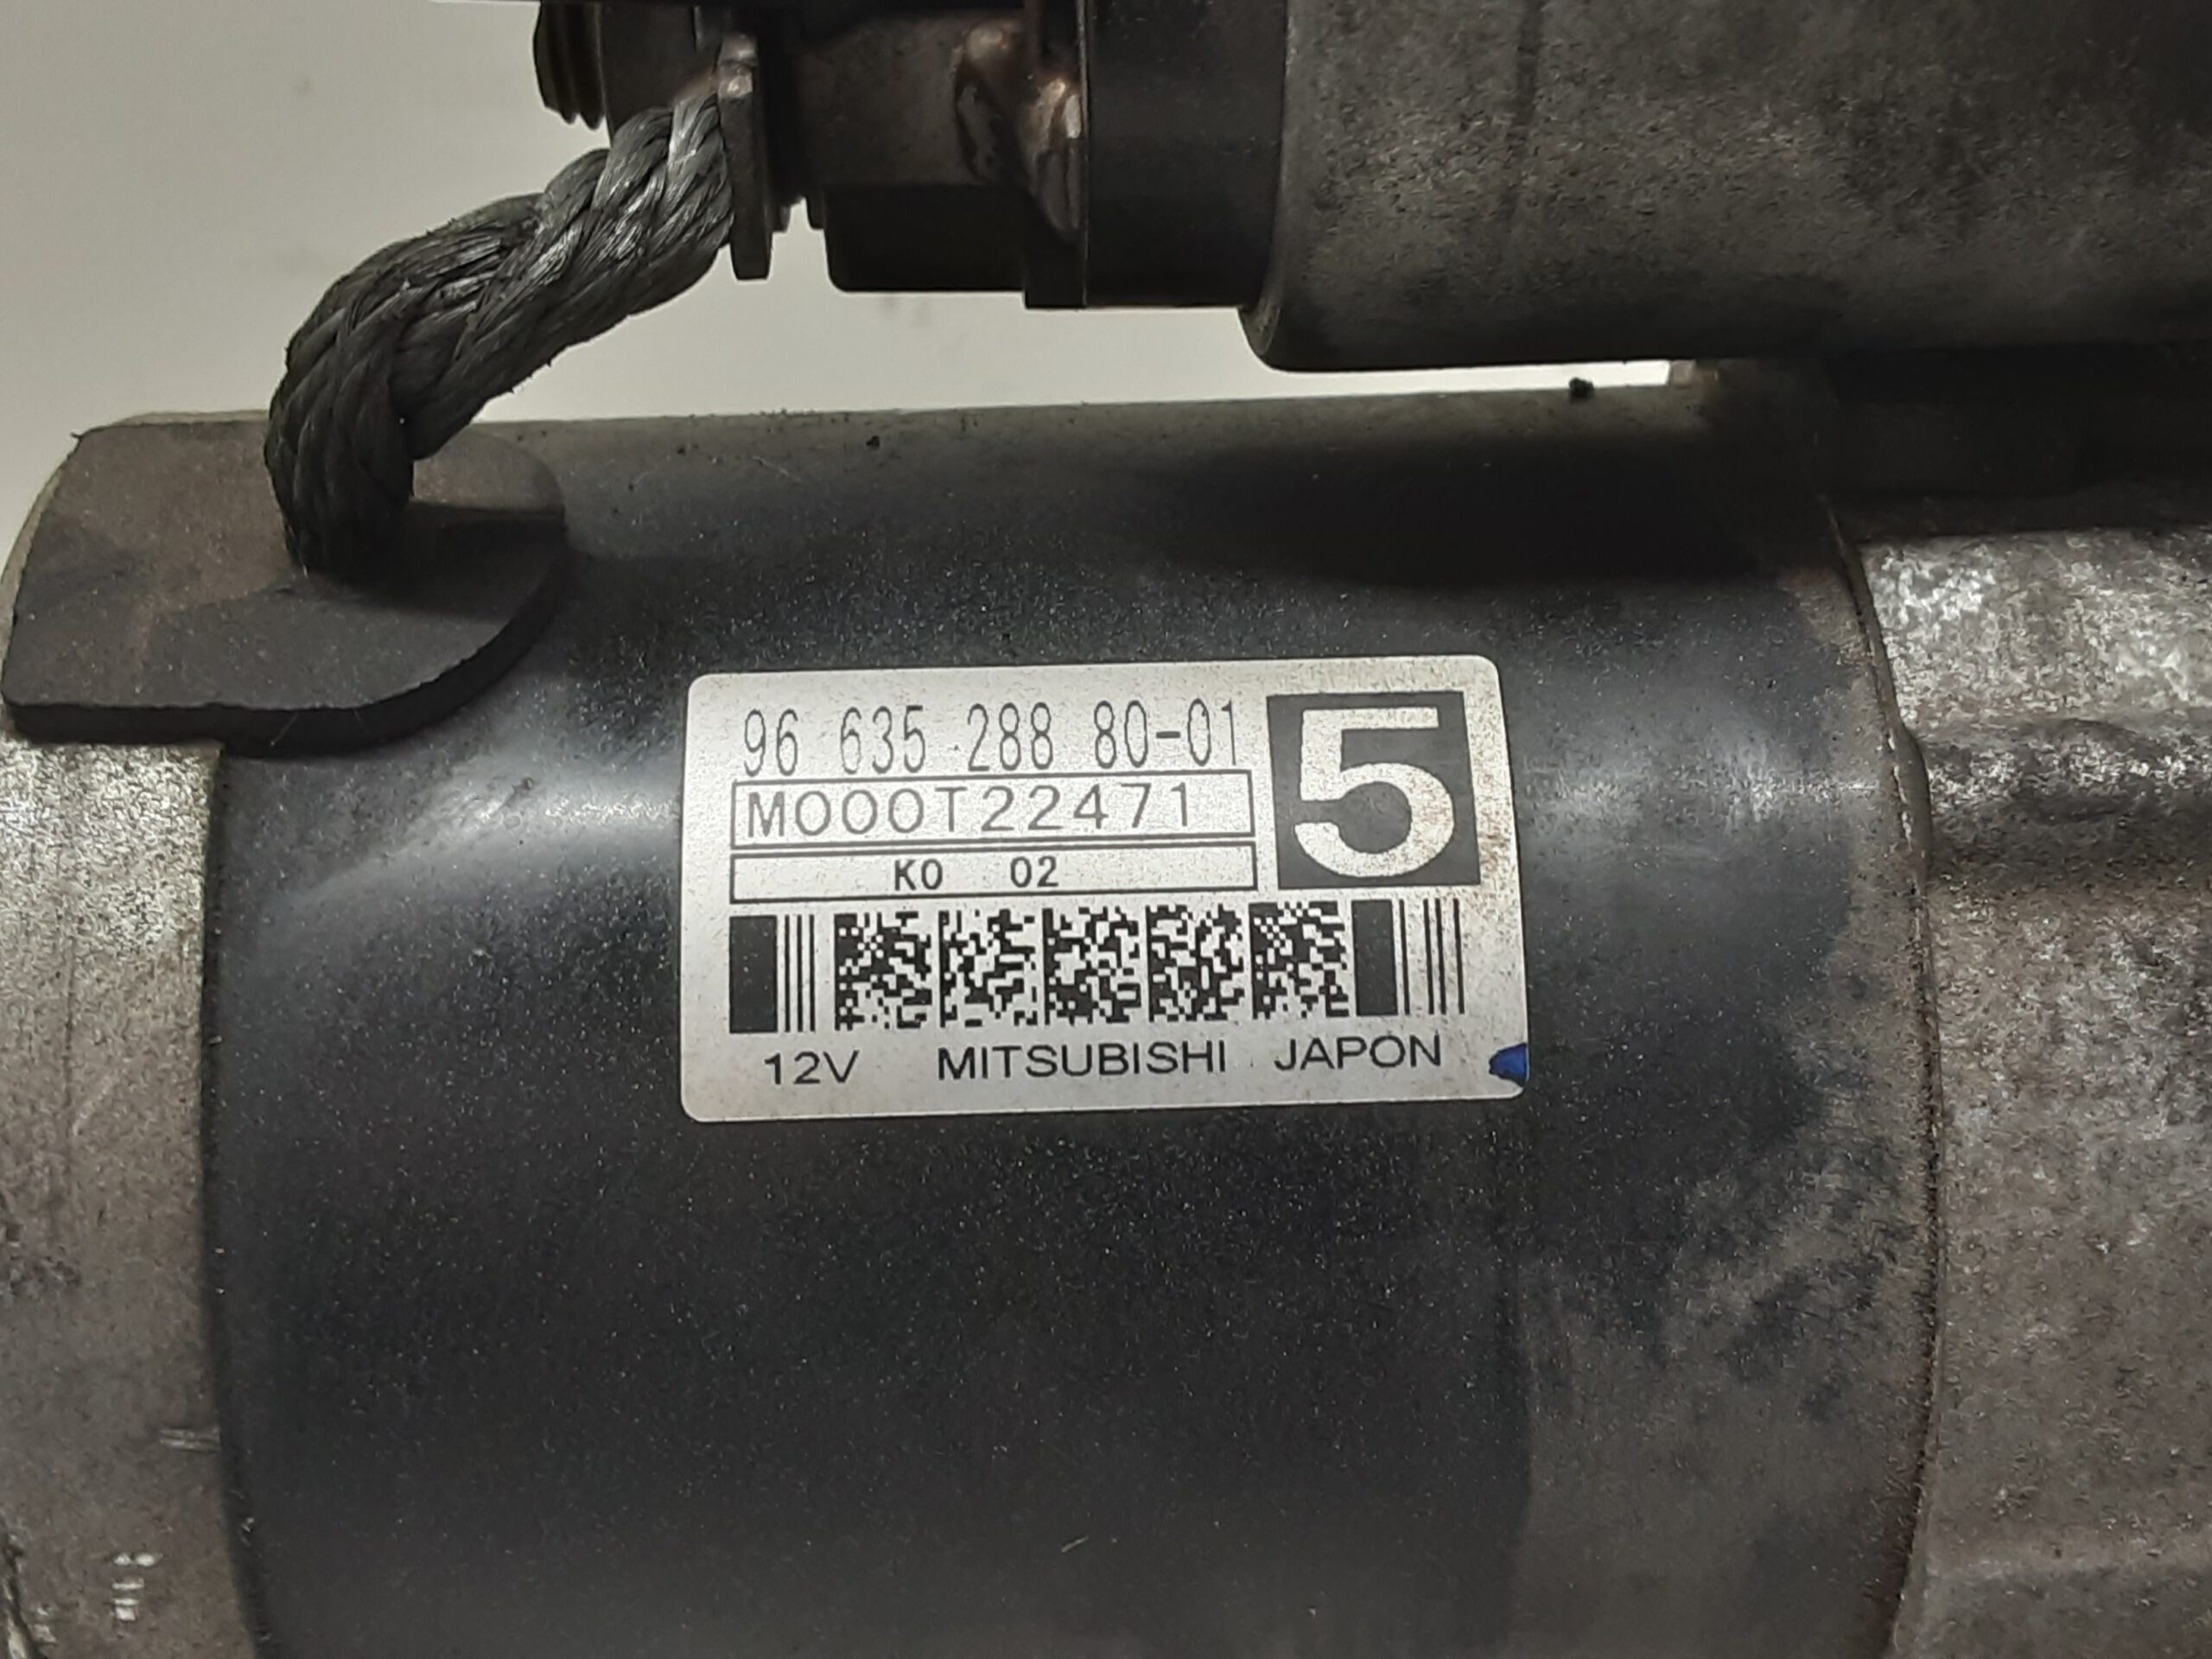 96 635 288 80-01
5
M000T22471
K0 02
12V MITSUBISHI JAPON